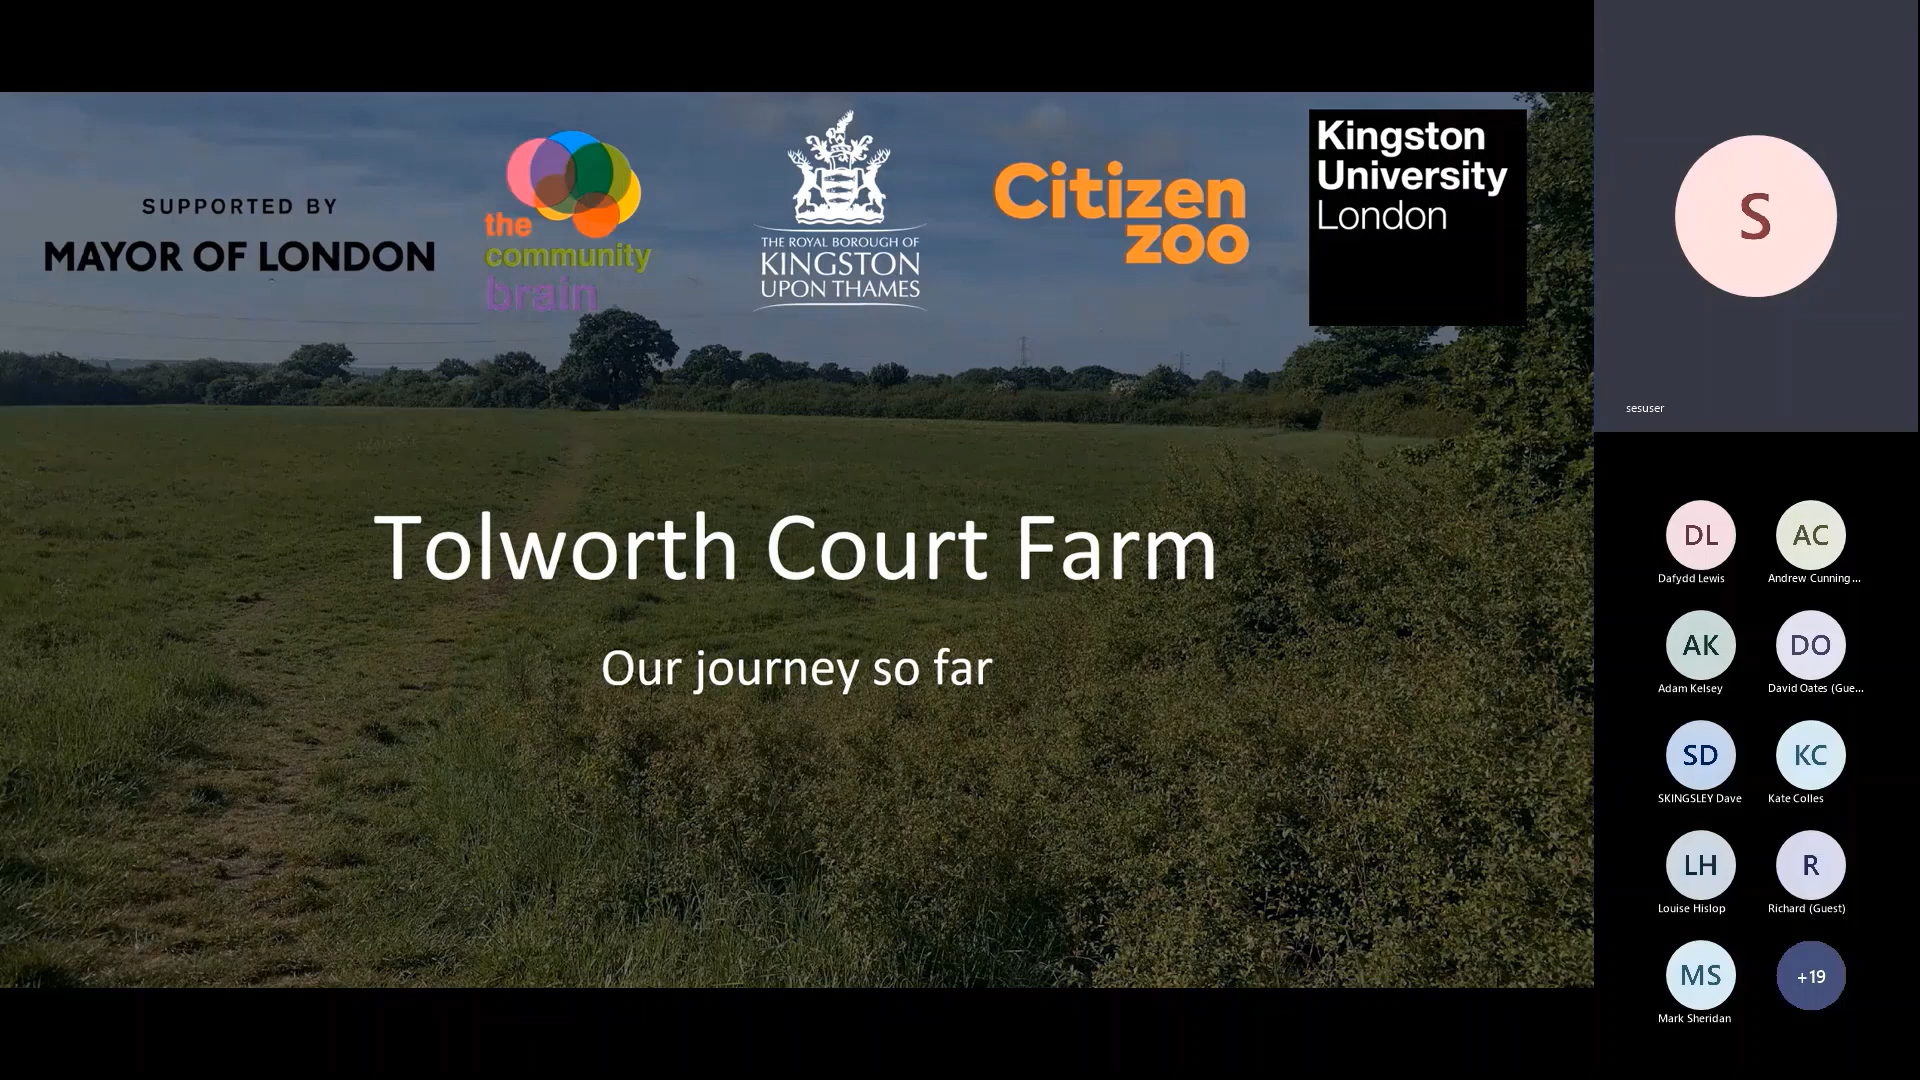 SUPPORTED BY
MAYOR OF LONDON
the
community
brain
THE ROYAL BOROUGH OF
KINGSTON
UPON THAMES
Citizen
zoo
Kingston
University
London
Tolworth Court Farm
Our journey so far
S
sesuser
DL
AC
Dafydd Lewis
Andrew Cunning...
AK
DO
Adam Kelsey
David Oates (Gue...
SD
KC
SKINGSLEY Dave
Kate Colles
LH
R
Louise Hislop
Richard (Guest)
MS
+19
Mark Sheridan